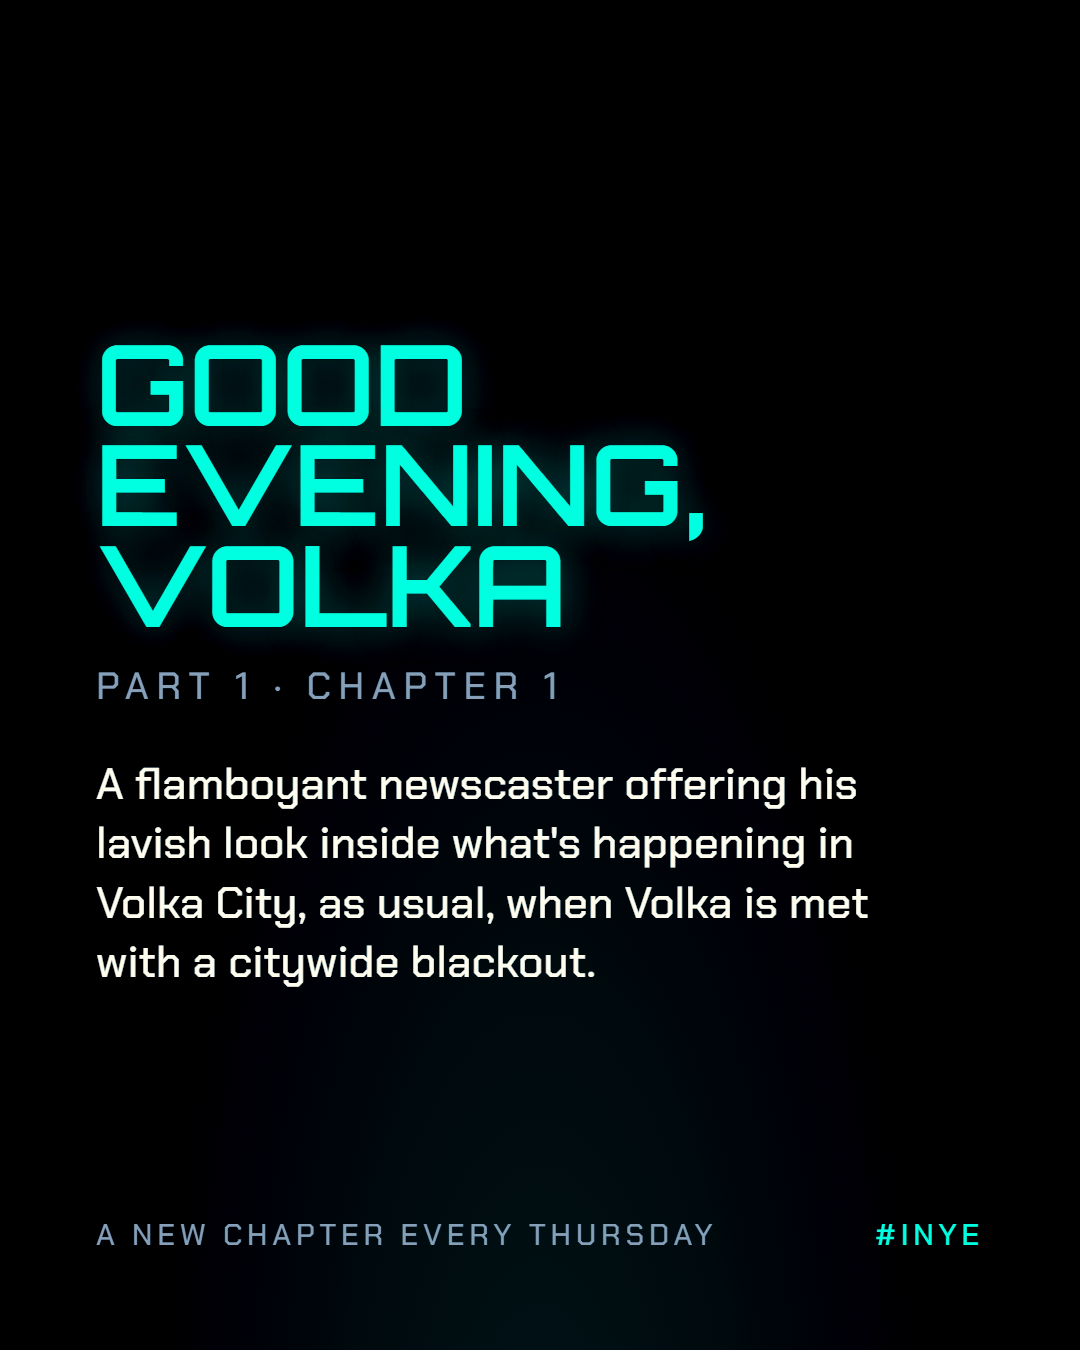 GOOD
EVENING,
VOLKA
PART 1 · CHAPTER 1
A flamboyant newscaster offering his
lavish look inside what's happening in
Volka City, as usual, when Volka is met
with a citywide blackout.
A NEW CHAPTER EVERY THURSDAY
#INYE